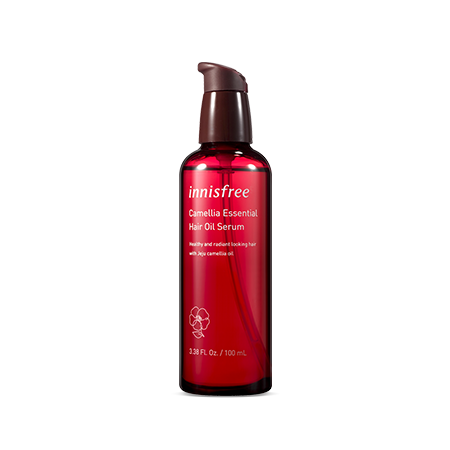 innisfree
Camellia Essential
Hair Oil Serum
Healthy and radiant looking hair
with Jeju camellia oil
3.38 Fl. Oz. / 100 mL